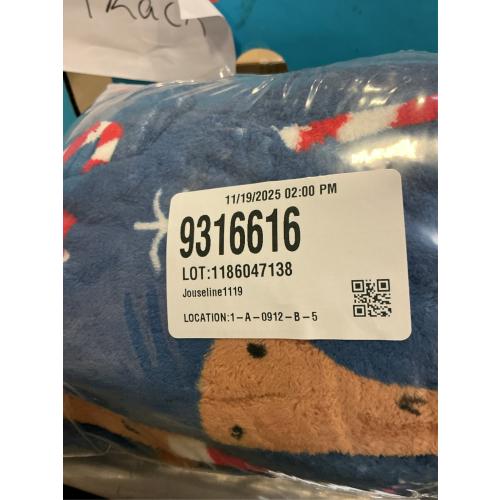 11/19/2025 02:00 PM
9316616
LOT:1186047138
Jouseline1119
LOCATION:1-A-0912-B-5